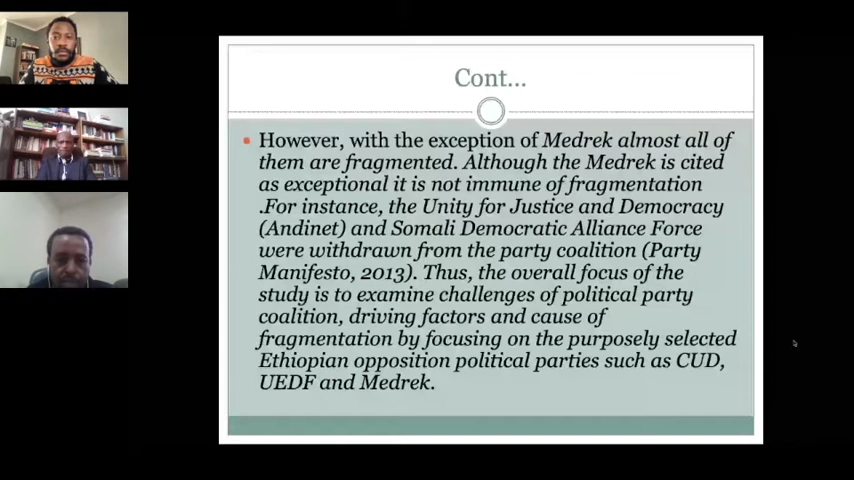 Cont...
However, with the exception of Medrek almost all of
them are fragmented. Although the Medrek is cited
as exceptional it is not immune of fragmentation
.For instance, the Unity for Justice and Democracy
(Andinet) and Somali Democratic Alliance Force
were withdrawn from the party coalition (Party
Manifesto, 2013). Thus, the overall focus of the
study is to examine challenges of political party
coalition, driving factors and cause of
fragmentation by focusing on the purposely selected
Ethiopian opposition political parties such as CUD,
UEDF and Medrek.